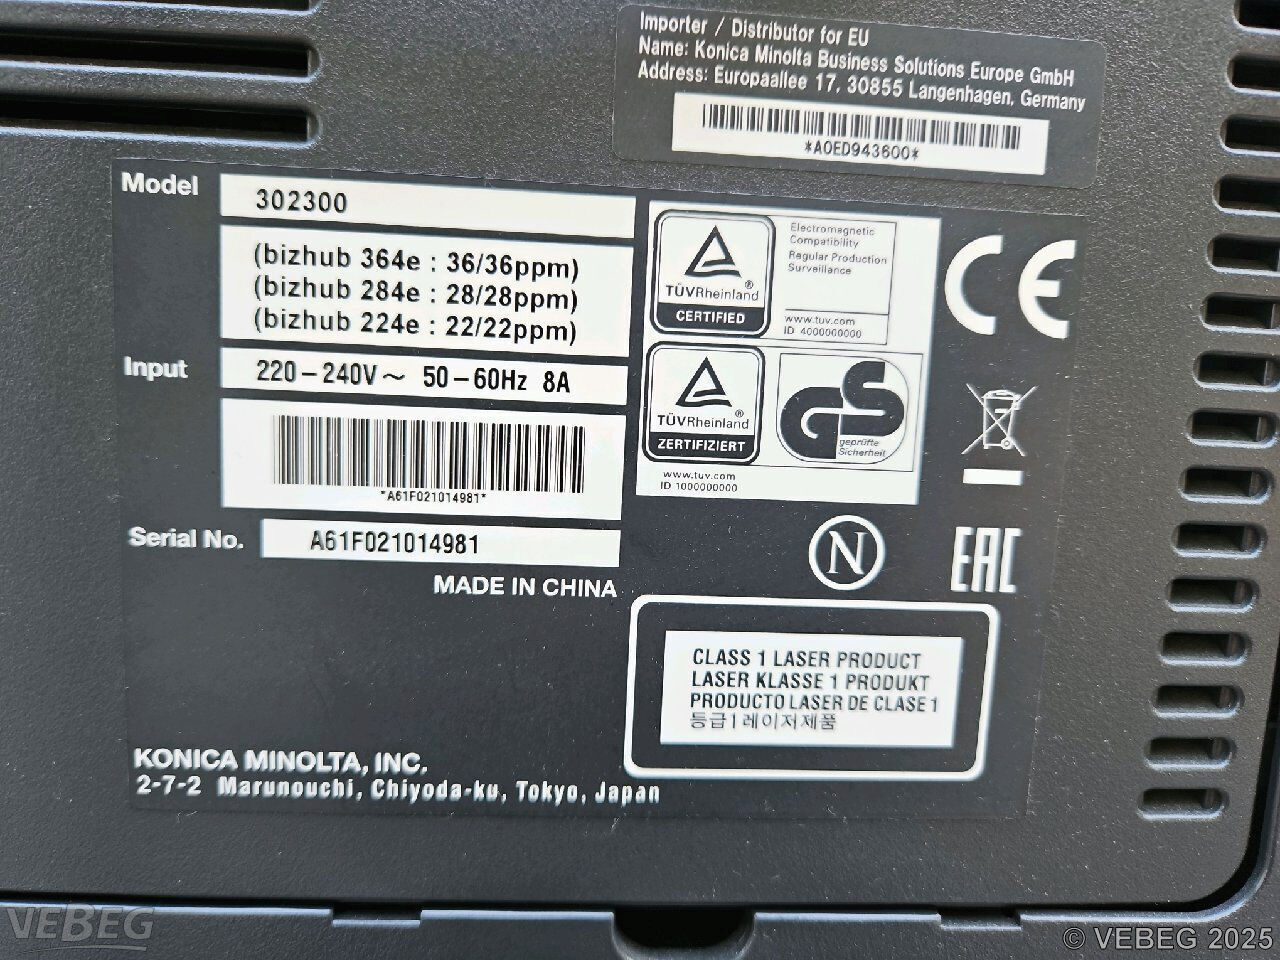 Importer / Distributor for EU
Name: Konica Minolta Business Solutions Europe GmbH
Address: Europaallee 17, 30855 Langenhagen, Germany
*A0ED943600*
Model 302300
(bizhub 364e : 36/36ppm)
(bizhub 284e : 28/28ppm)
(bizhub 224e : 22/22ppm)
Input 220-240V~ 50-60Hz 8A
*A61F021014981*
Serial No. A61F021014981
MADE IN CHINA
TÜVRheinland®
CERTIFIED
Electromagnetic
Compatibility
Regular Production
Surveillance
www.tuv.com
ID 4000000000
CE
TÜVRheinland®
ZERTIFIZIERT
GS
geprüfte
Sicherheit
www.tuv.com
ID 1000000000
N
EAC
CLASS 1 LASER PRODUCT
LASER KLASSE 1 PRODUKT
PRODUCTO LASER DE CLASE 1
등급1레이저제품
KONICA MINOLTA, INC.
2-7-2 Marunouchi, Chiyoda-ku, Tokyo, Japan
VEBEG
© VEBEG 2025